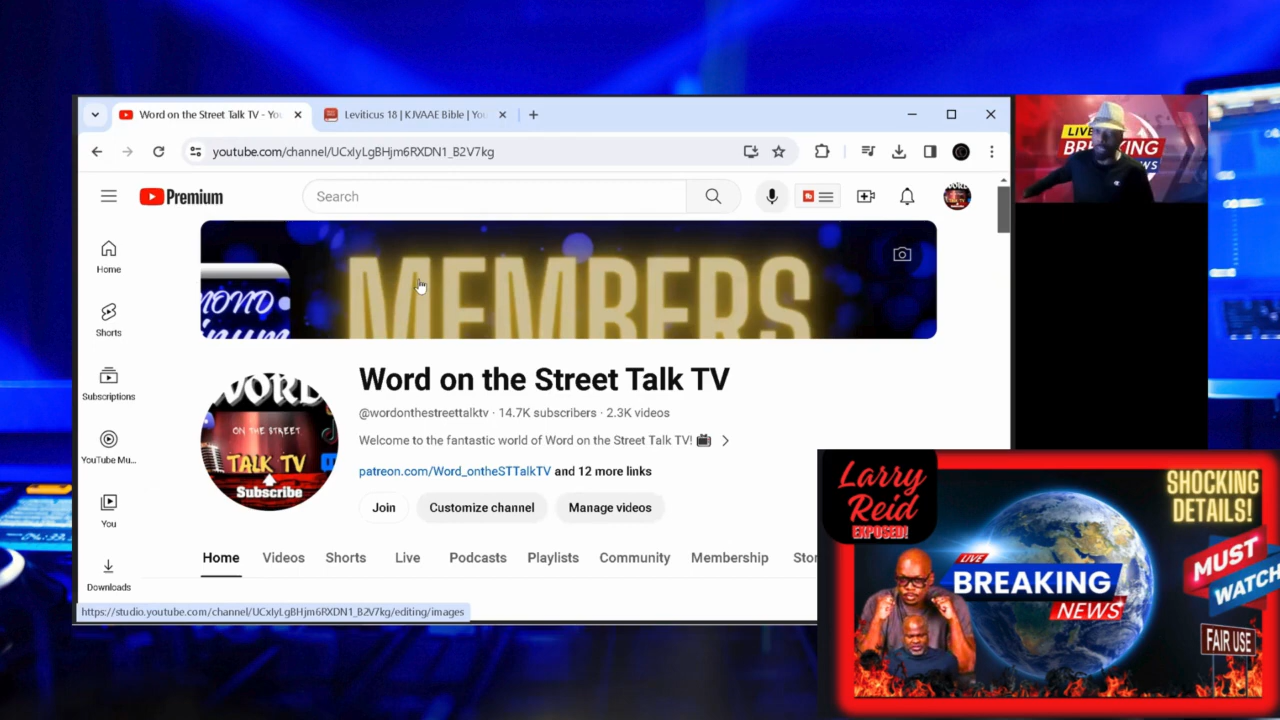 Word on the Street Talk TV - You
Leviticus 18 | KJVAAE Bible | You
youtube.com/channel/UCxIyLgBHjm6RXDN1_B2V7kg
Premium
Search
Home
Shorts
Subscriptions
YouTube Mu...
You
Downloads
MEMBERS
WORD
ON THE STREET
TALK TV
Subscribe
Word on the Street Talk TV
@wordonthestreettalktv · 14.7K subscribers · 2.3K videos
Welcome to the fantastic world of Word on the Street Talk TV!
patreon.com/Word_ontheSTTalkTV and 12 more links
Join
Customize channel
Manage videos
Home
Videos
Shorts
Live
Podcasts
Playlists
Community
Membership
https://studio.youtube.com/channel/UCxIyLgBHjm6RXDN1_B2V7kg/editing/images
LIVE
Larry
Reid
EXPOSED!
SHOCKING
DETAILS!
MUST
WATCH
LIVE
BREAKING
NEWS
FAIR USE